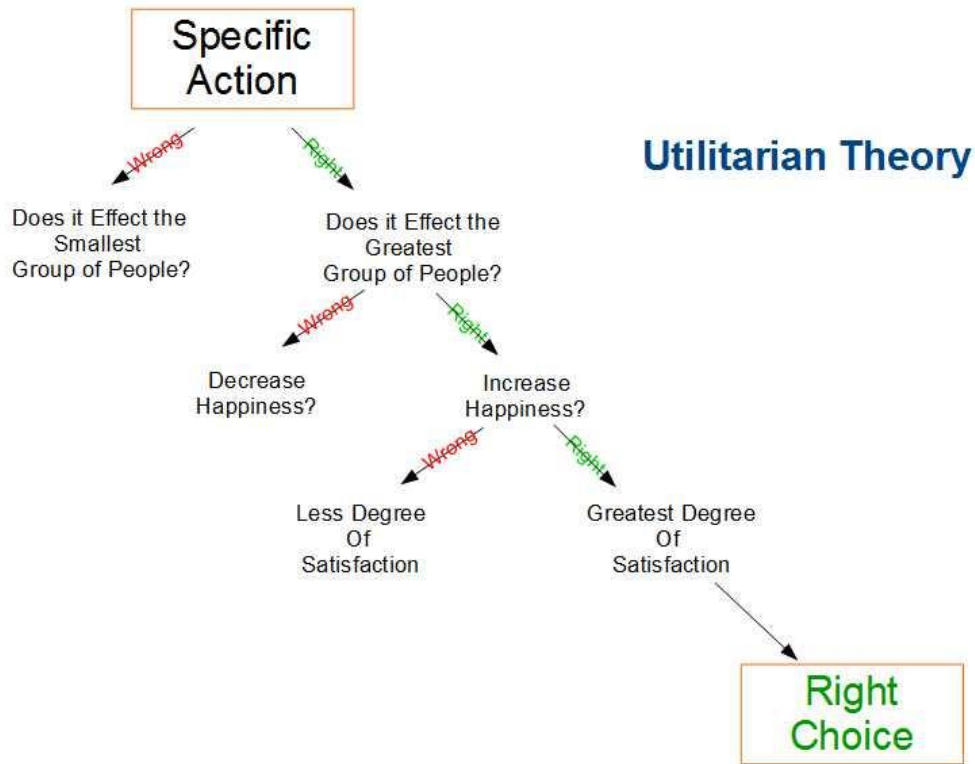 Specific
Action
Utilitarian Theory
Wrong
Right
Does it Effect the
Smallest
Group of People?
Does it Effect the
Greatest
Group of People?
Wrong
Right
Decrease
Happiness?
Increase
Happiness?
Wrong
Right
Less Degree
Of
Satisfaction
Greatest Degree
Of
Satisfaction
Right
Choice